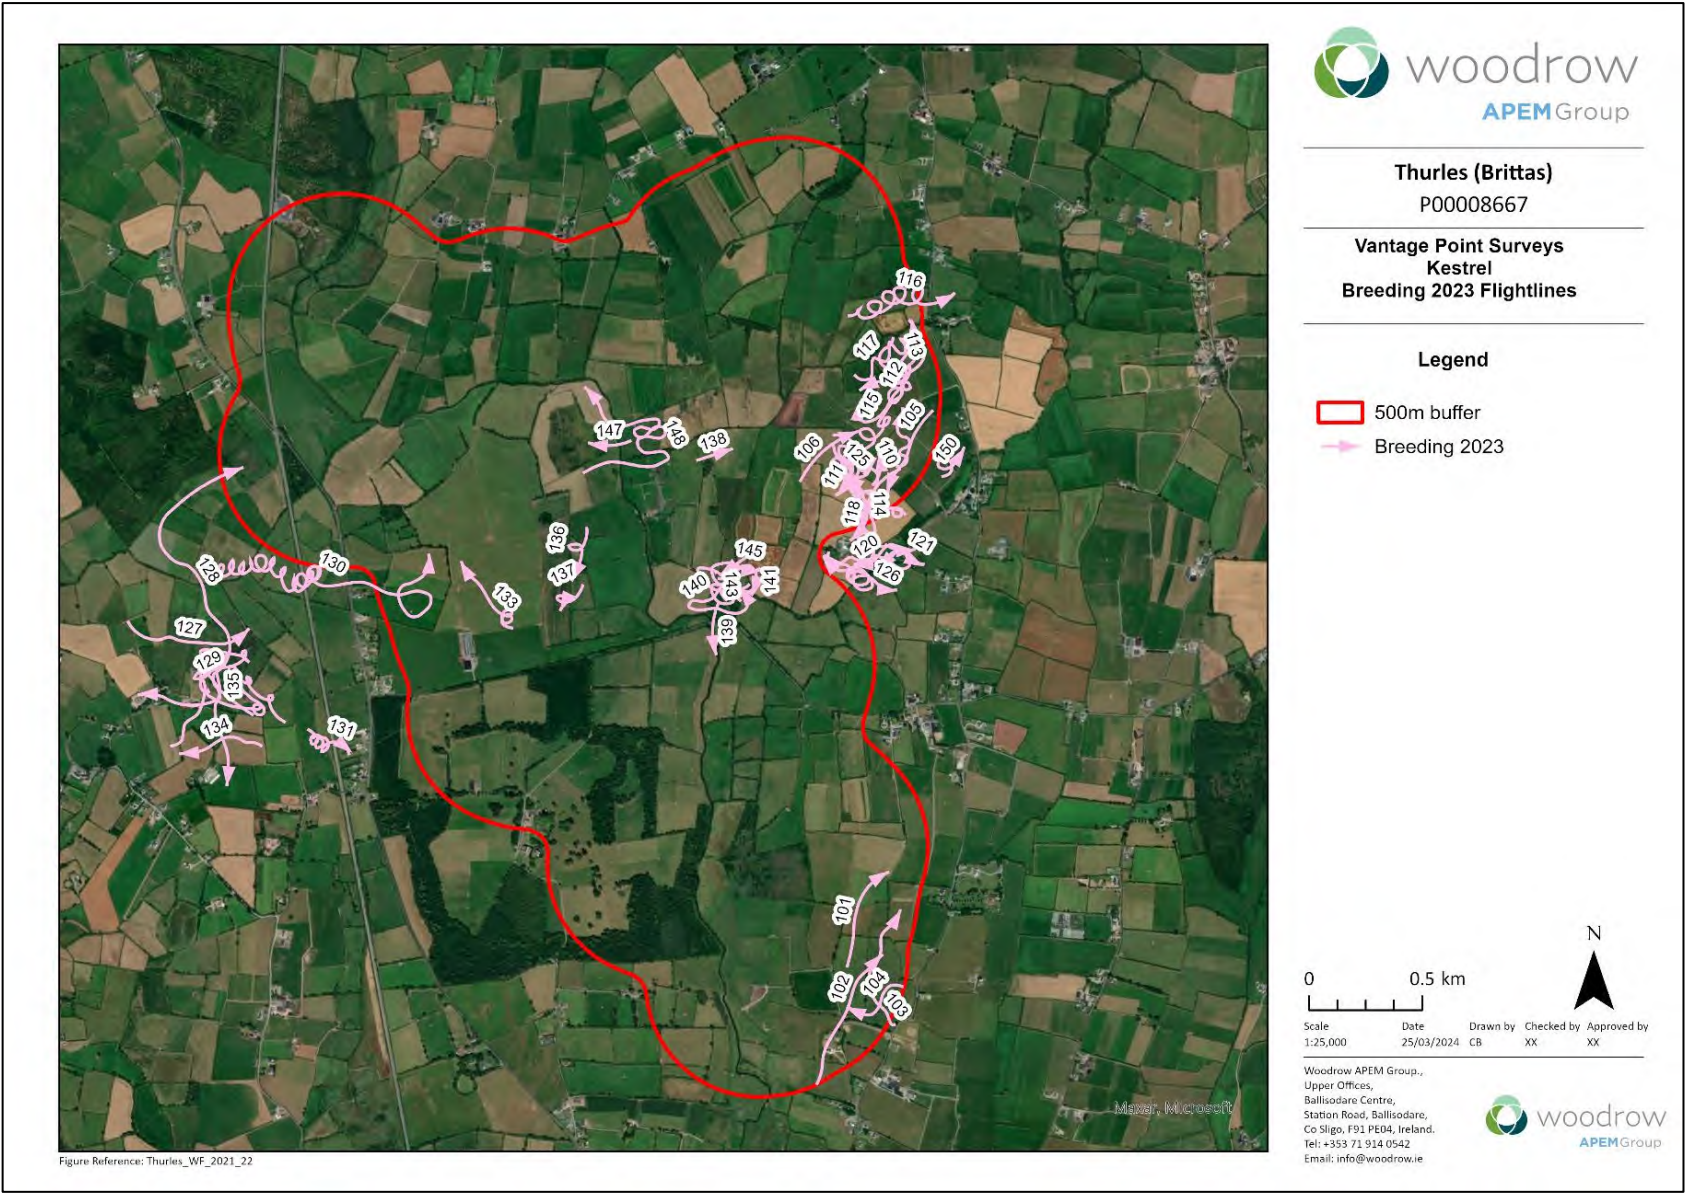 woodrow
APEMGroup
Thurles (Brittas)
P00008667
Vantage Point Surveys
Kestrel
Breeding 2023 Flightlines
Legend
500m buffer
Breeding 2023
116
117
113
112
115
105
106
125
110
150
111
118
114
120
121
126
147
148
138
136
137
145
140
143
141
139
133
130
128
127
129
135
134
131
101
102
104
103
Maxar, Microsoft
N
0 0.5 km
Scale Date Drawn by Checked by Approved by
1:25,000 25/03/2024 CB XX XX
Woodrow APEM Group.,
Upper Offices,
Ballisodare Centre,
Station Road, Ballisodare,
Co Sligo, F91 PE04, Ireland.
Tel: +353 71 914 0542
Email: info@woodrow.ie
woodrow
APEMGroup
Figure Reference: Thurles_WF_2021_22